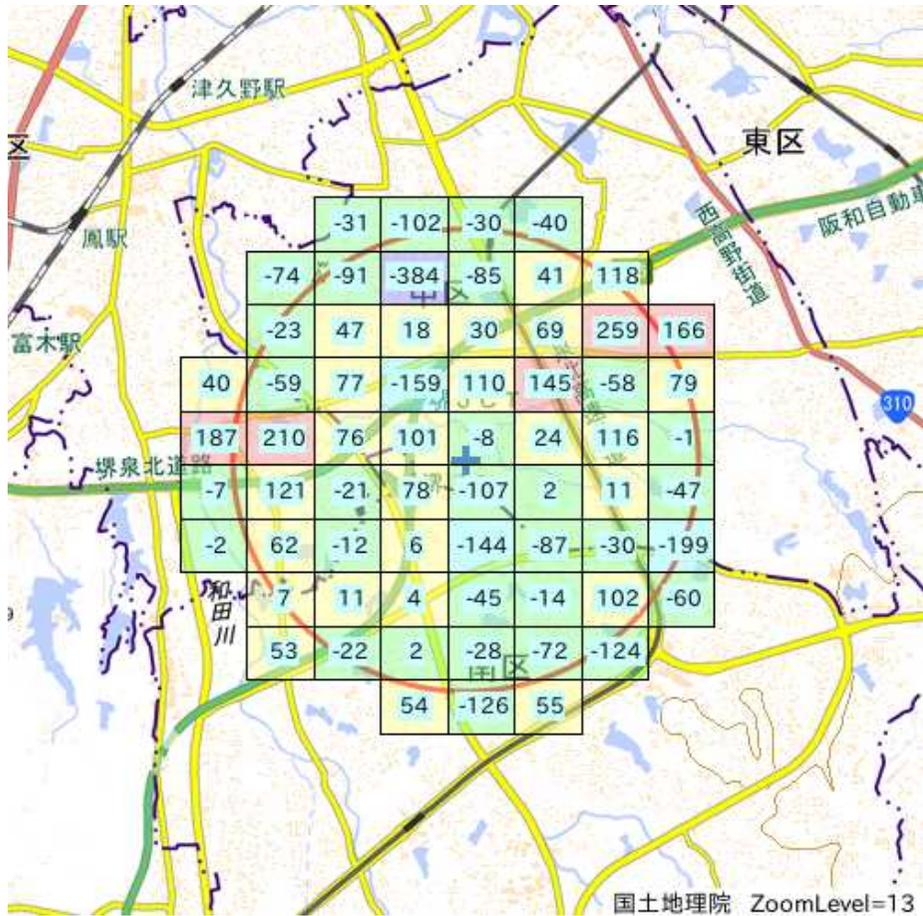 津久野駅
区
東区
阪和自動車
西高野街道
鳳駅
-31 -102 -30 -40
-74 -91 -384 -85 41 118
中区
-23 47 18 30 69 259 166
富木駅
40 -59 77 -159 110 145 -58 79
310
187 210 76 101 -8 24 116 -1
堺泉北道路
-7 121 -21 78 -107 2 11 -47
-2 62 -12 6 -144 -87 -30 -199
和田川
7 11 4 -45 -14 102 -60
53 -22 2 -28 -72 -124
南区
54 -126 55
国土地理院 ZoomLevel=13